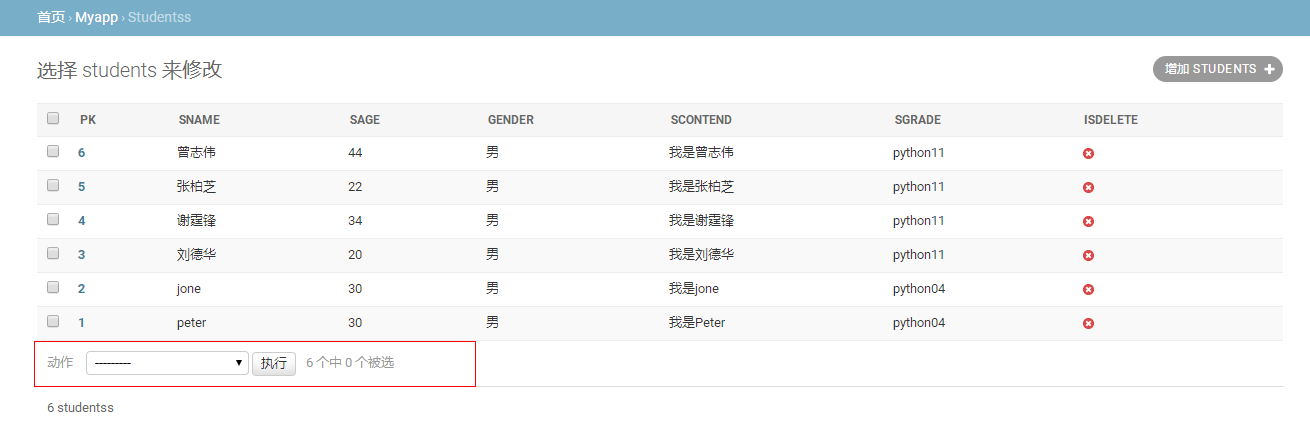 首页 › Myapp › Studentss
选择 students 来修改
增加 STUDENTS +
PK SNAME SAGE GENDER SCONTEND SGRADE ISDELETE
6 曾志伟 44 男 我是曾志伟 python11
5 张柏芝 22 男 我是张柏芝 python11
4 谢霆锋 34 男 我是谢霆锋 python11
3 刘德华 20 男 我是刘德华 python11
2 jone 30 男 我是jone python04
1 peter 30 男 我是Peter python04
动作 --------- 执行 6 个中 0 个被选
6 studentss